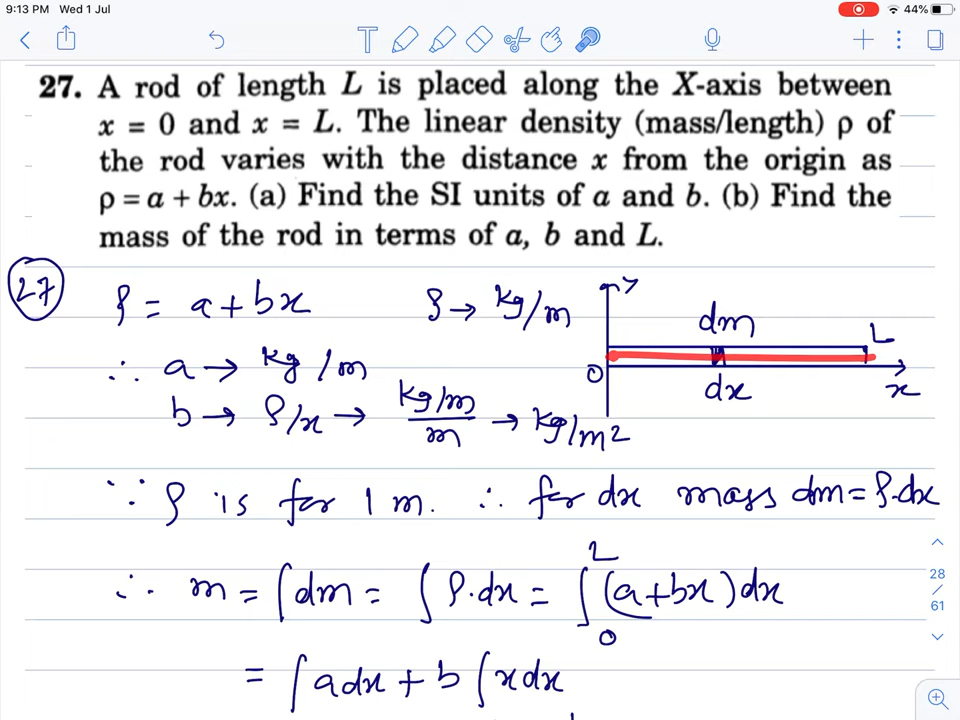 9:13 PM Wed 1 Jul
44%
27. A rod of length L is placed along the X-axis between
x = 0 and x = L. The linear density (mass/length) ρ of
the rod varies with the distance x from the origin as
ρ = a + bx. (a) Find the SI units of a and b. (b) Find the
mass of the rod in terms of a, b and L.
27
ρ = a + bx
ρ → kg/m
y
dm
L
O
dx
x
∴ a → kg/m
b → ρ/x → kg/m / m → kg/m2
∵ ρ is for 1 m. ∴ for dx mass dm = ρ.dx
∴ m = ∫dm = ∫ρ.dx = ∫₀ᴸ (a+bx)dx
= ∫adx + b∫xdx
28
/
61